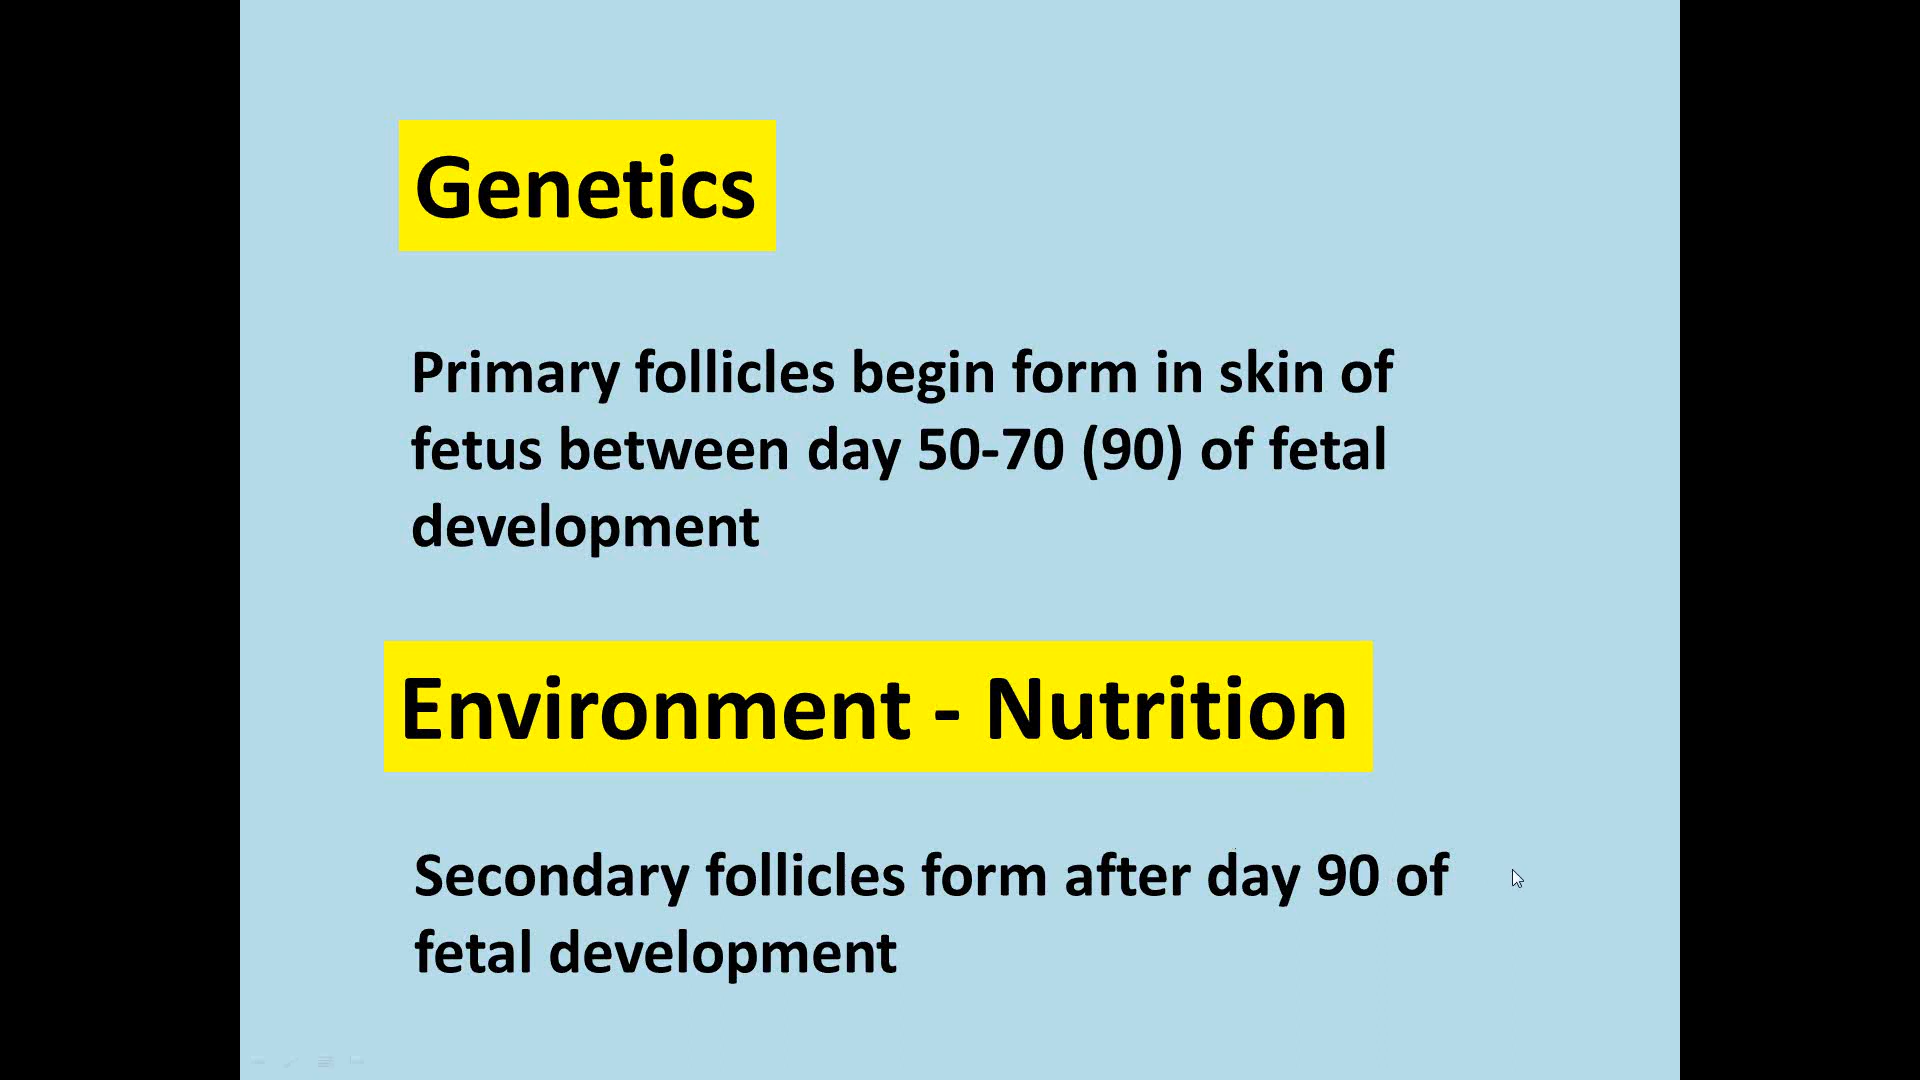 Genetics
Primary follicles begin form in skin of
fetus between day 50-70 (90) of fetal
development
Environment - Nutrition
Secondary follicles form after day 90 of
fetal development